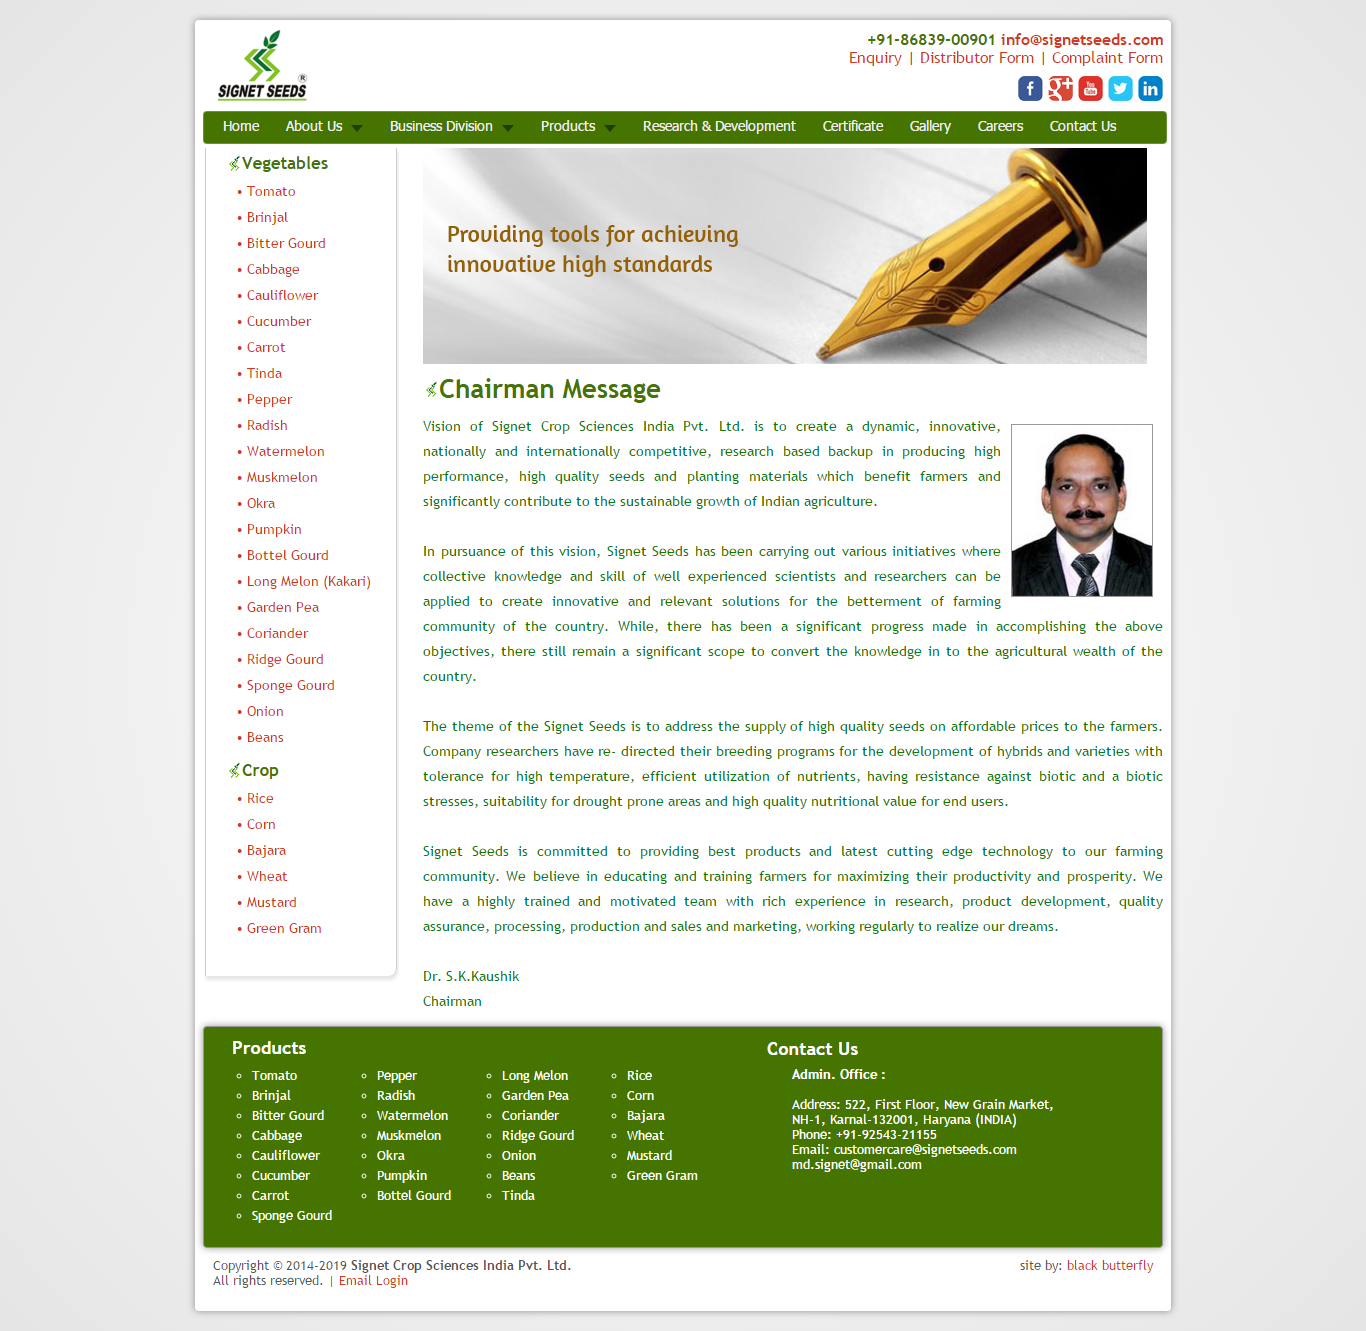 SIGNET SEEDS ®
+91-86839-00901 info@signetseeds.com
Enquiry | Distributor Form | Complaint Form
f g+ You Tube in
Home About Us Business Division Products Research & Development Certificate Gallery Careers Contact Us
Vegetables
• Tomato
• Brinjal
• Bitter Gourd
• Cabbage
• Cauliflower
• Cucumber
• Carrot
• Tinda
• Pepper
• Radish
• Watermelon
• Muskmelon
• Okra
• Pumpkin
• Bottel Gourd
• Long Melon (Kakari)
• Garden Pea
• Coriander
• Ridge Gourd
• Sponge Gourd
• Onion
• Beans
Crop
• Rice
• Corn
• Bajara
• Wheat
• Mustard
• Green Gram
Providing tools for achieving
innovative high standards
Chairman Message
Vision of Signet Crop Sciences India Pvt. Ltd. is to create a dynamic, innovative,
nationally and internationally competitive, research based backup in producing high
performance, high quality seeds and planting materials which benefit farmers and
significantly contribute to the sustainable growth of Indian agriculture.
In pursuance of this vision, Signet Seeds has been carrying out various initiatives where
collective knowledge and skill of well experienced scientists and researchers can be
applied to create innovative and relevant solutions for the betterment of farming
community of the country. While, there has been a significant progress made in accomplishing the above
objectives, there still remain a significant scope to convert the knowledge in to the agricultural wealth of the
country.
The theme of the Signet Seeds is to address the supply of high quality seeds on affordable prices to the farmers.
Company researchers have re- directed their breeding programs for the development of hybrids and varieties with
tolerance for high temperature, efficient utilization of nutrients, having resistance against biotic and a biotic
stresses, suitability for drought prone areas and high quality nutritional value for end users.
Signet Seeds is committed to providing best products and latest cutting edge technology to our farming
community. We believe in educating and training farmers for maximizing their productivity and prosperity. We
have a highly trained and motivated team with rich experience in research, product development, quality
assurance, processing, production and sales and marketing, working regularly to realize our dreams.
Dr. S.K.Kaushik
Chairman
Products
Tomato
Brinjal
Bitter Gourd
Cabbage
Cauliflower
Cucumber
Carrot
Sponge Gourd
Pepper
Radish
Watermelon
Muskmelon
Okra
Pumpkin
Bottel Gourd
Long Melon
Garden Pea
Coriander
Ridge Gourd
Onion
Beans
Tinda
Rice
Corn
Bajara
Wheat
Mustard
Green Gram
Contact Us
Admin. Office :
Address: 522, First Floor, New Grain Market,
NH-1, Karnal-132001, Haryana (INDIA)
Phone: +91-92543-21155
Email: customercare@signetseeds.com
md.signet@gmail.com
Copyright © 2014-2019 Signet Crop Sciences India Pvt. Ltd.
All rights reserved. | Email Login
site by: black butterfly